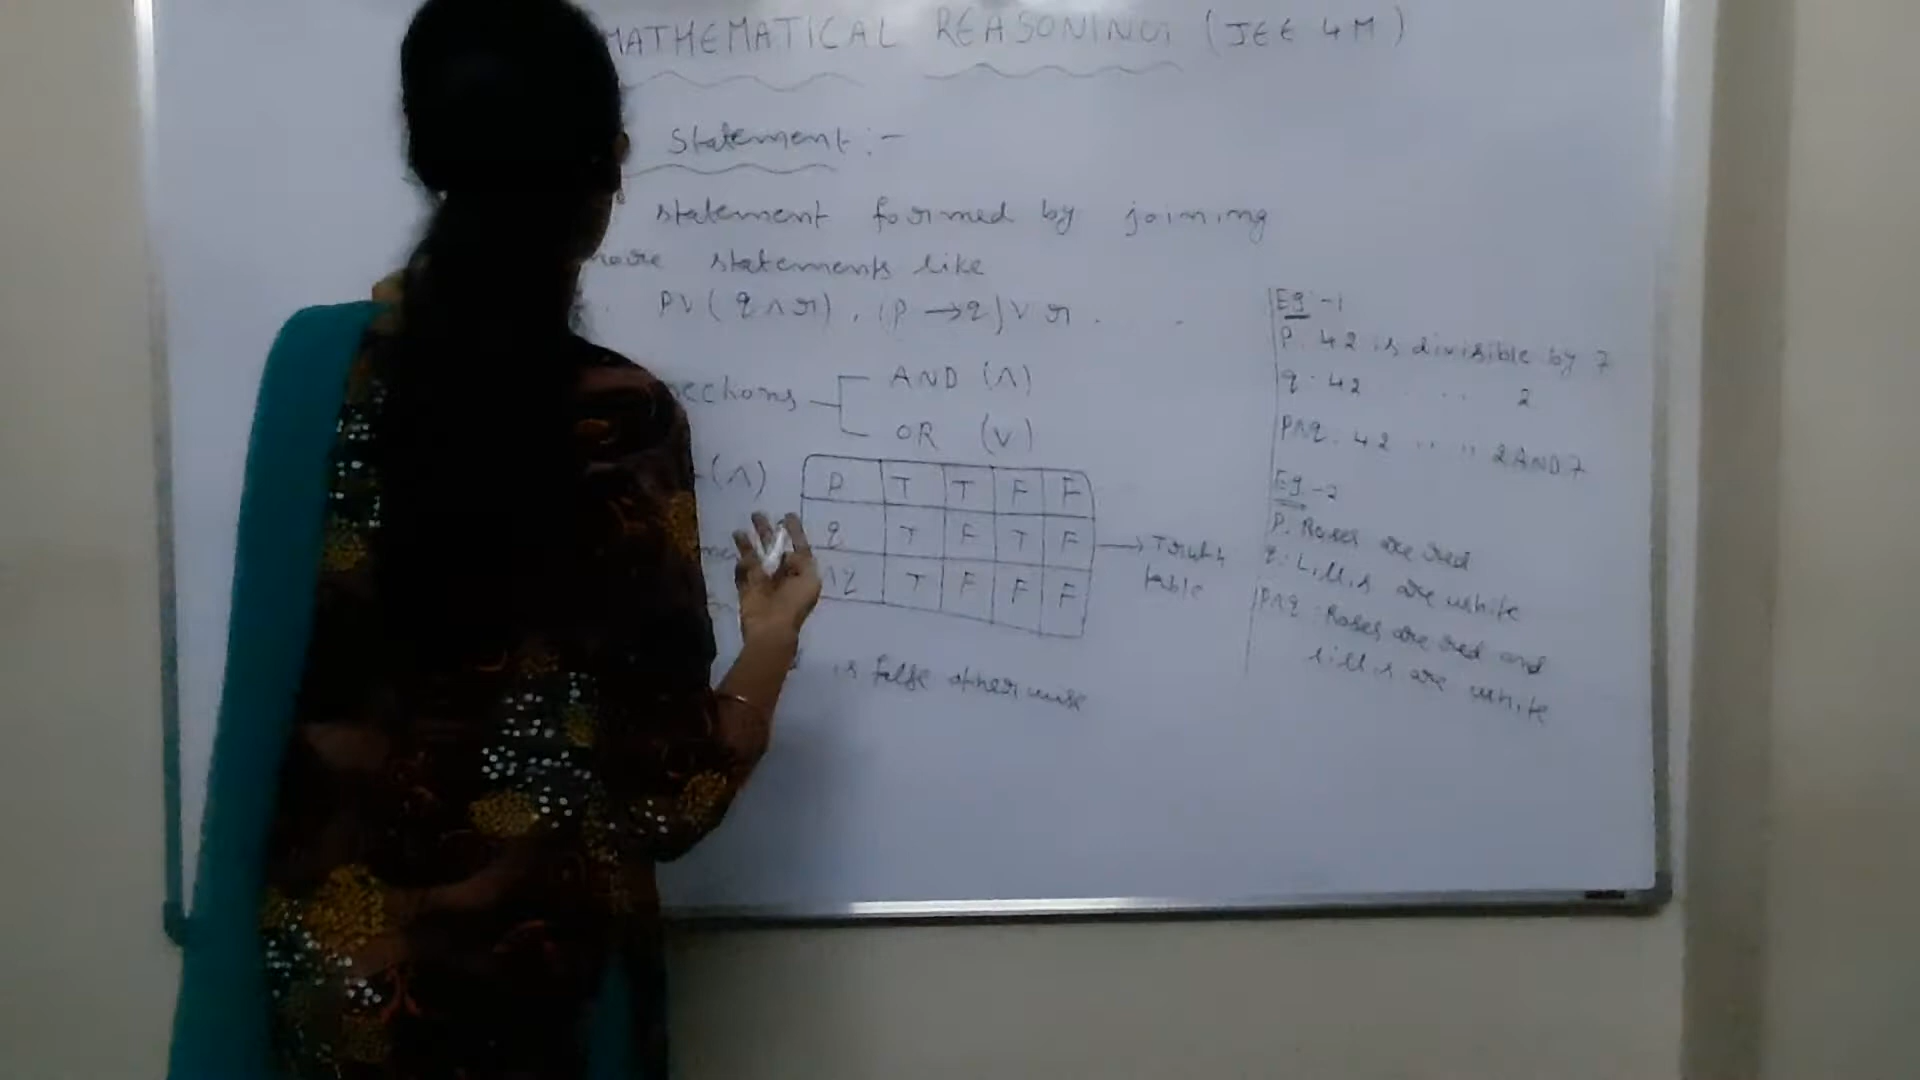 MATHEMATICAL REASONING (JEE 4M)
Statement :-
statement formed by joining
more statements like
PV(q∧r), (P→q)Vr.
AND (∧)
OR (V)
(∧)
P T T F F
q T F T F
∧q T F F F
→ Truth
table
is false otherwise
Eg-1
P. 42 is divisible by 7
q. 42 .... 2
P∧q. 42 " " 2 AND 7
Eg-2
P. Roses are red
q: Lillis are white
P∧q. Roses are red and
lillis are white